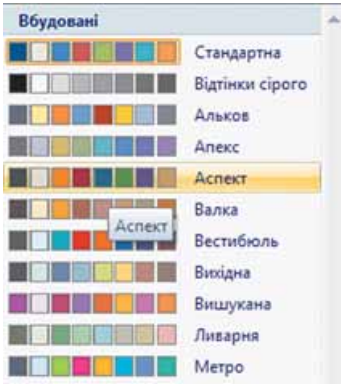 Вбудовані
Стандартна
Відтінки сірого
Альков
Апекс
Аспект
Валка
Аспект
Вестибюль
Вихідна
Вишукана
Ливарня
Метро